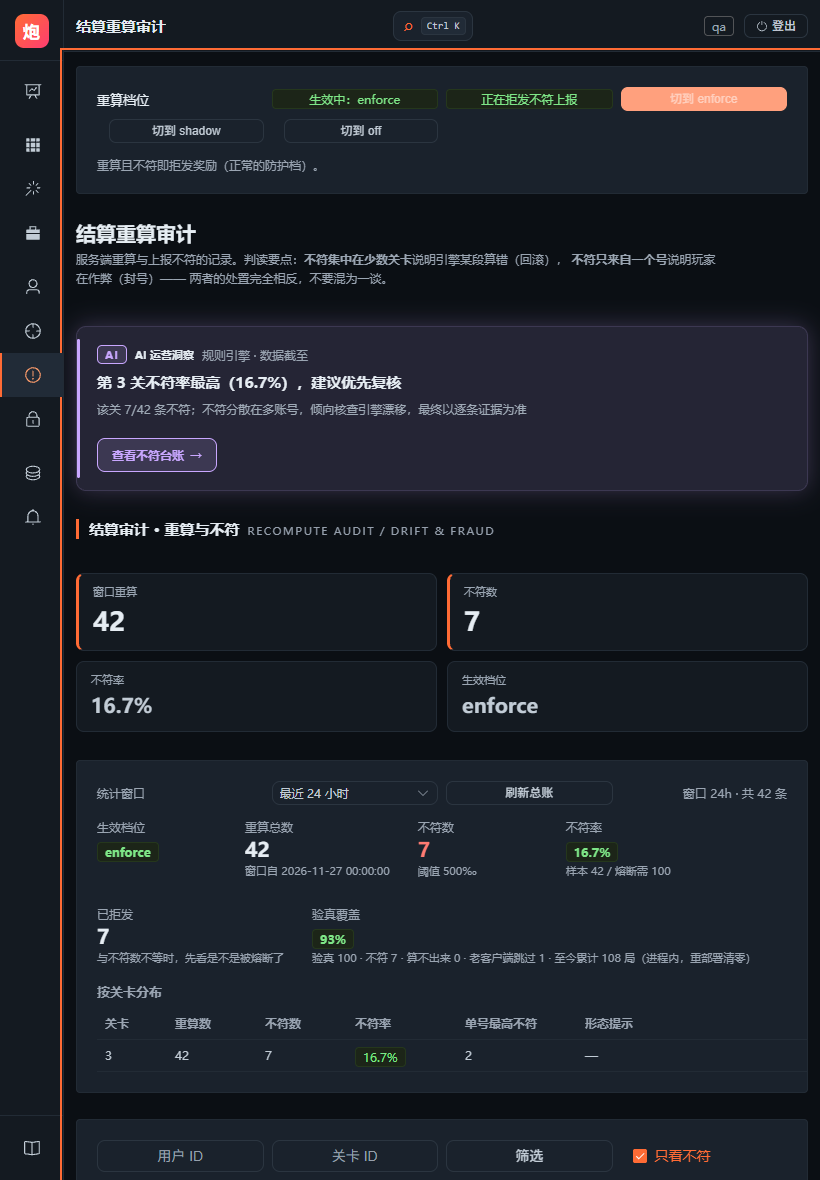 炮
结算重算审计
Ctrl K
qa
登出
重算档位
生效中: enforce
正在拒发不符上报
切到 enforce
切到 shadow
切到 off
重算且不符即拒发奖励（正常的防护档）。
结算重算审计
服务端重算与上报不符的记录。判读要点：不符集中在少数关卡说明引擎某段算错（回滚），不符只来自一个号说明玩家
在作弊（封号）—— 两者的处置完全相反，不要混为一谈。
AI AI 运营洞察 规则引擎 · 数据截至
第 3 关不符率最高（16.7%），建议优先复核
该关 7/42 条不符；不符分散在多账号，倾向核查引擎漂移，最终以逐条证据为准
查看不符台账 →
结算审计 • 重算与不符 RECOMPUTE AUDIT / DRIFT & FRAUD
窗口重算
42
不符数
7
不符率
16.7%
生效档位
enforce
统计窗口
最近 24 小时
刷新总账
窗口 24h · 共 42 条
生效档位
enforce
重算总数
42
窗口自 2026-11-27 00:00:00
不符数
7
阈值 500‰
不符率
16.7%
样本 42 / 熔断需 100
已拒发
7
与不符数不等时，先看是不是被熔断了
验真覆盖
93%
验真 100 · 不符 7 · 算不出来 0 · 老客户端跳过 1 · 至今累计 108 局（进程内，重部署清零）
按关卡分布
关卡 重算数 不符数 不符率 单号最高不符 形态提示
3 42 7 16.7% 2 —
用户 ID
关卡 ID
筛选
只看不符